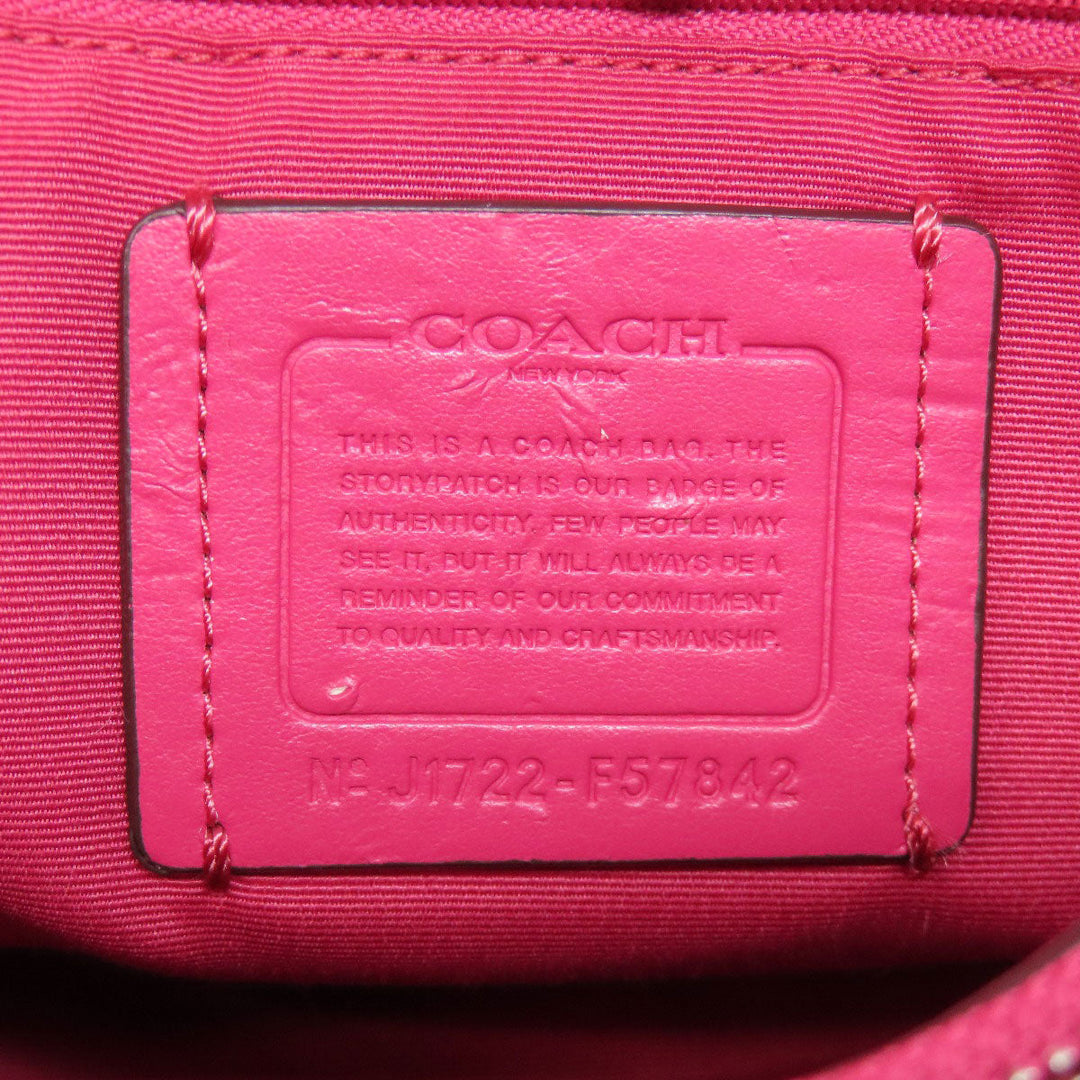 COACH
NEW YORK
THIS IS A COACH BAG. THE
STORYPATCH IS OUR BADGE OF
AUTHENTICITY. FEW PEOPLE MAY
SEE IT, BUT IT WILL ALWAYS BE A
REMINDER OF OUR COMMITMENT
TO QUALITY AND CRAFTSMANSHIP.
Nº J1722-F57842